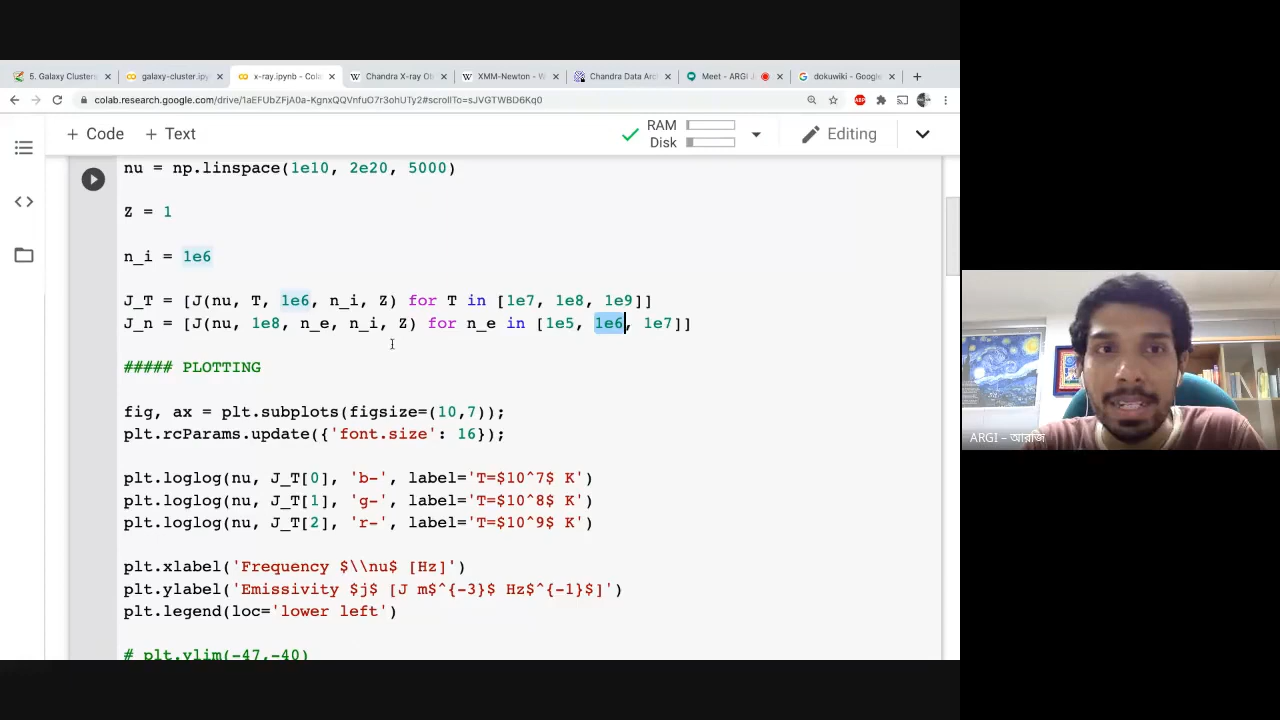 5. Galaxy Clusters
galaxy-cluster.ipynb
x-ray.ipynb - Cola
Chandra X-ray Ob
XMM-Newton - W
Chandra Data Arc
Meet - ARGI J
dokuwiki - Google
colab.research.google.com/drive/1aEFUbZFjA0a-KgnxQQVnfuO7r3ohUTy2#scrollTo=sJVGTWBD6Kq0
ABP
+ Code + Text
RAM
Disk
Editing
nu = np.linspace(1e10, 2e20, 5000)
Z = 1
n_i = 1e6
J_T = [J(nu, T, 1e6, n_i, Z) for T in [1e7, 1e8, 1e9]]
J_n = [J(nu, 1e8, n_e, n_i, Z) for n_e in [1e5, 1e6, 1e7]]
##### PLOTTING
fig, ax = plt.subplots(figsize=(10,7));
plt.rcParams.update({'font.size': 16});
plt.loglog(nu, J_T[0], 'b-', label='T=$10^7$ K')
plt.loglog(nu, J_T[1], 'g-', label='T=$10^8$ K')
plt.loglog(nu, J_T[2], 'r-', label='T=$10^9$ K')
plt.xlabel('Frequency $\\nu$ [Hz]')
plt.ylabel('Emissivity $j$ [J m$^{-3}$ Hz$^{-1}$]')
plt.legend(loc='lower left')
# plt.ylim(-47,-40)
ARGI – আরজি